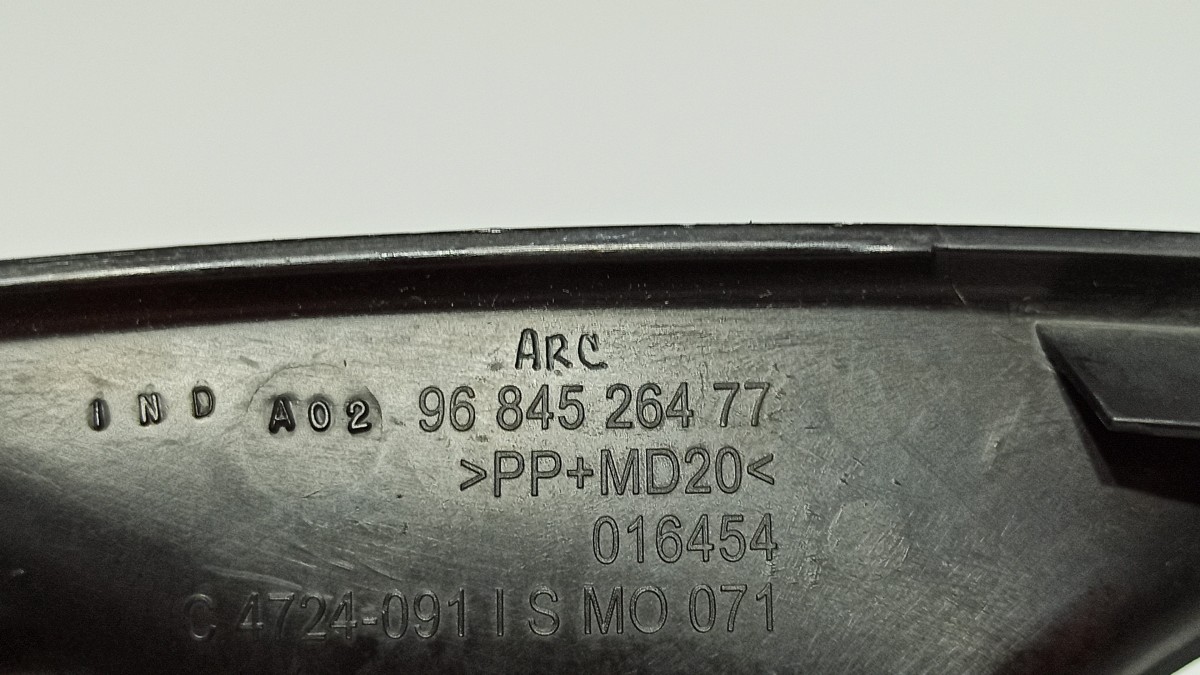 ARC
IND A02 96 845 264 77
>PP+MD20<
016454
C 4724-091 I S MO 071